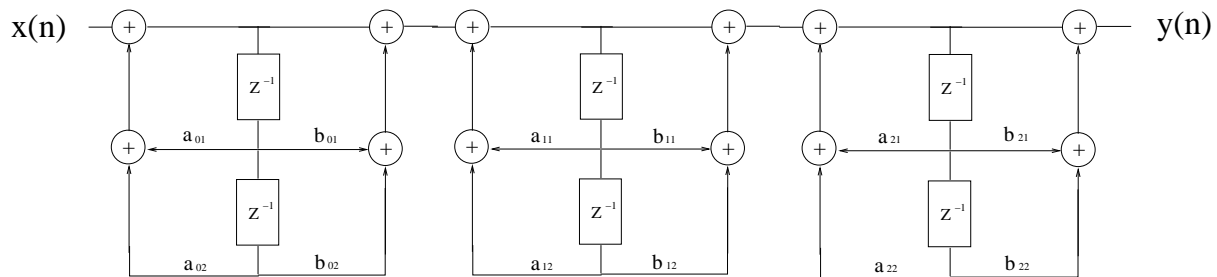 x(n) + + + + + + y(n)
z⁻¹ z⁻¹ z⁻¹
+ a₀₁ b₀₁ + + a₁₁ b₁₁ + + a₂₁ b₂₁ +
z⁻¹ z⁻¹ z⁻¹
a₀₂ b₀₂ a₁₂ b₁₂ a₂₂ b₂₂